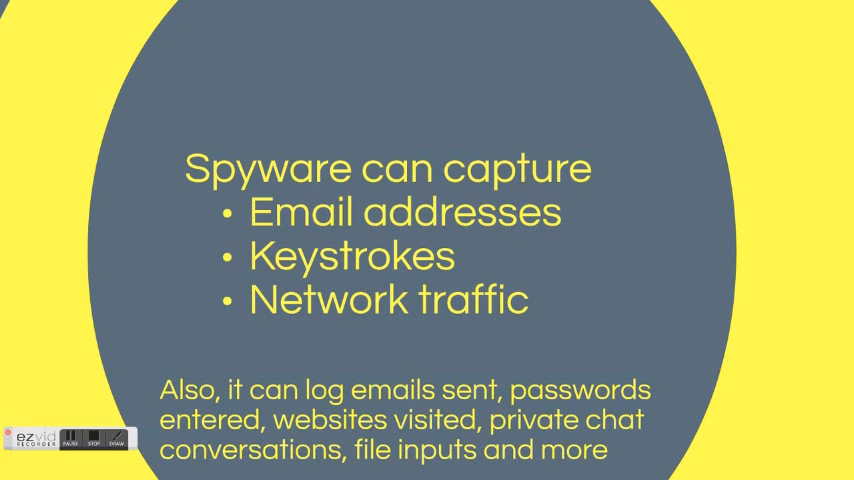 Spyware can capture
• Email addresses
• Keystrokes
• Network traffic
Also, it can log emails sent, passwords
entered, websites visited, private chat
conversations, file inputs and more
ezvid
RECORDER
PAUSE STOP DRAW